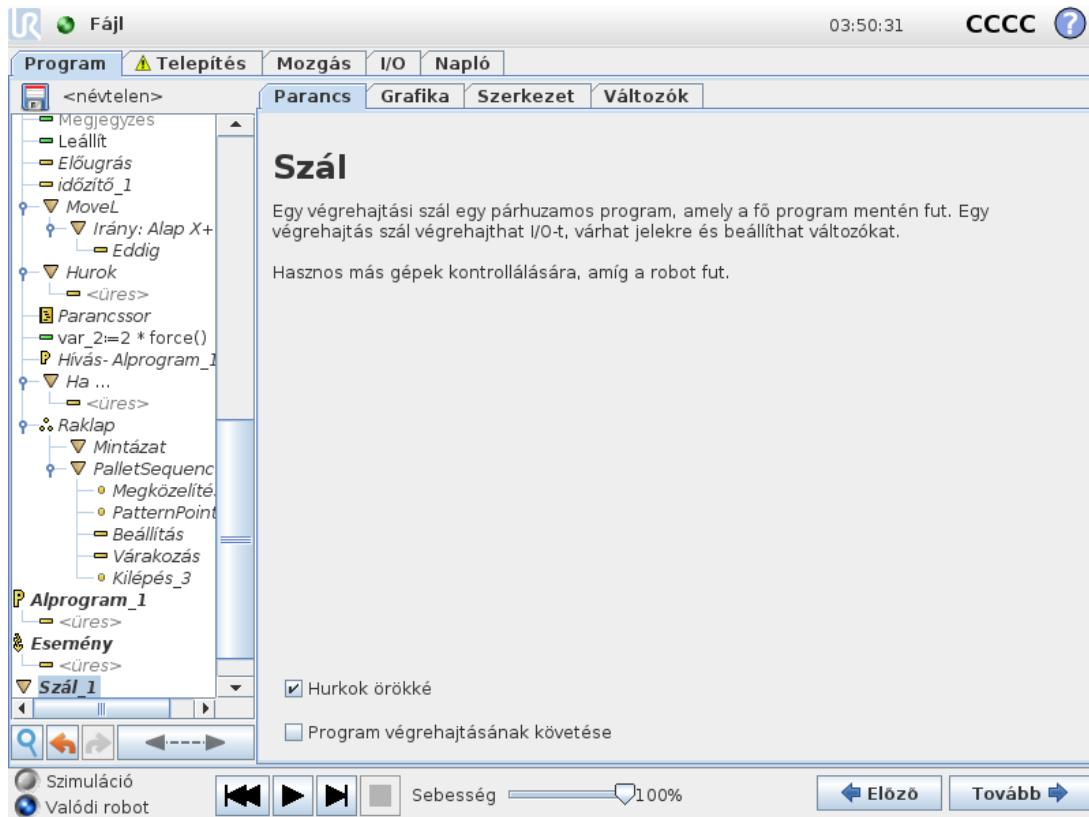 UR Fájl 03:50:31 CCCC ?
Program Telepítés Mozgás I/O Napló
<névtelen> Parancs Grafika Szerkezet Változók
Megjegyzés
Leállít
Előugrás
időzítő_1
MoveL
Irány: Alap X+
Eddig
Hurok
<üres>
Parancssor
var_2≔2 * force()
Hívás- Alprogram_1
Ha ...
<üres>
Raklap
Mintázat
PalletSequenc
Megközelítés
PatternPoint
Beállítás
Várakozás
Kilépés_3
Alprogram_1
<üres>
Esemény
<üres>
Szál_1
Szál
Egy végrehajtási szál egy párhuzamos program, amely a fő program mentén fut. Egy
végrehajtás szál végrehajthat I/O-t, várhat jelekre és beállíthat változókat.
Hasznos más gépek kontrollálására, amíg a robot fut.
Hurkok örökké
Program végrehajtásának követése
Szimuláció
Valódi robot
Sebesség 100%
Előző Tovább